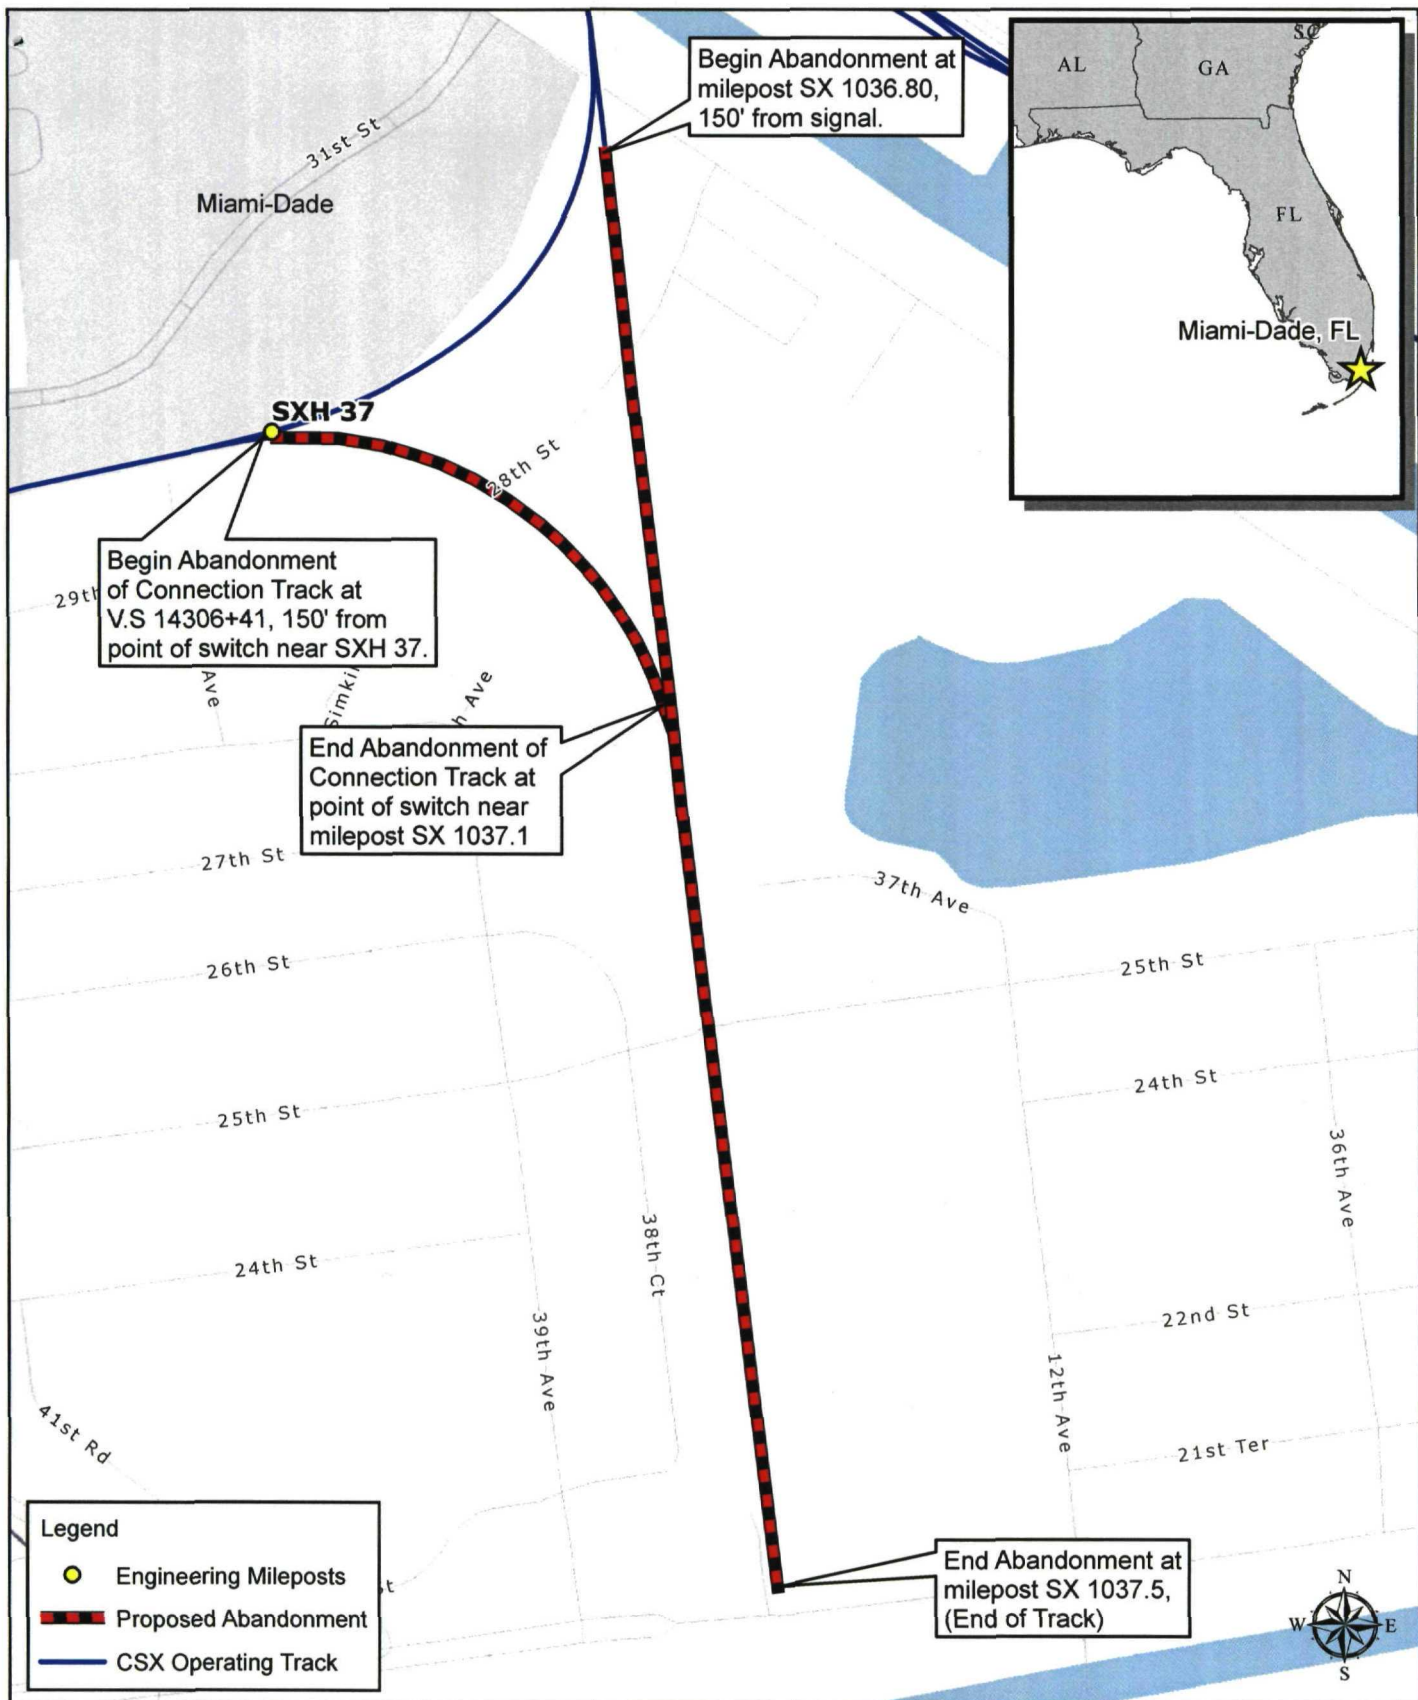 Begin Abandonment at
milepost SX 1036.80,
150' from signal.
SC
AL
GA
FL
Miami-Dade, FL
31st St
Miami-Dade
SXH 37
28th St
Begin Abandonment
of Connection Track at
V.S 14306+41, 150' from
point of switch near SXH 37.
29th
Ave
Simki
h Ave
End Abandonment of
Connection Track at
point of switch near
milepost SX 1037.1
27th St
37th Ave
26th St
25th St
25th St
24th St
36th Ave
38th Ct
24th St
39th Ave
22nd St
12th Ave
21st Ter
41st Rd
Legend
Engineering Mileposts
Proposed Abandonment
CSX Operating Track
st
End Abandonment at
milepost SX 1037.5,
(End of Track)
N
W
E
S